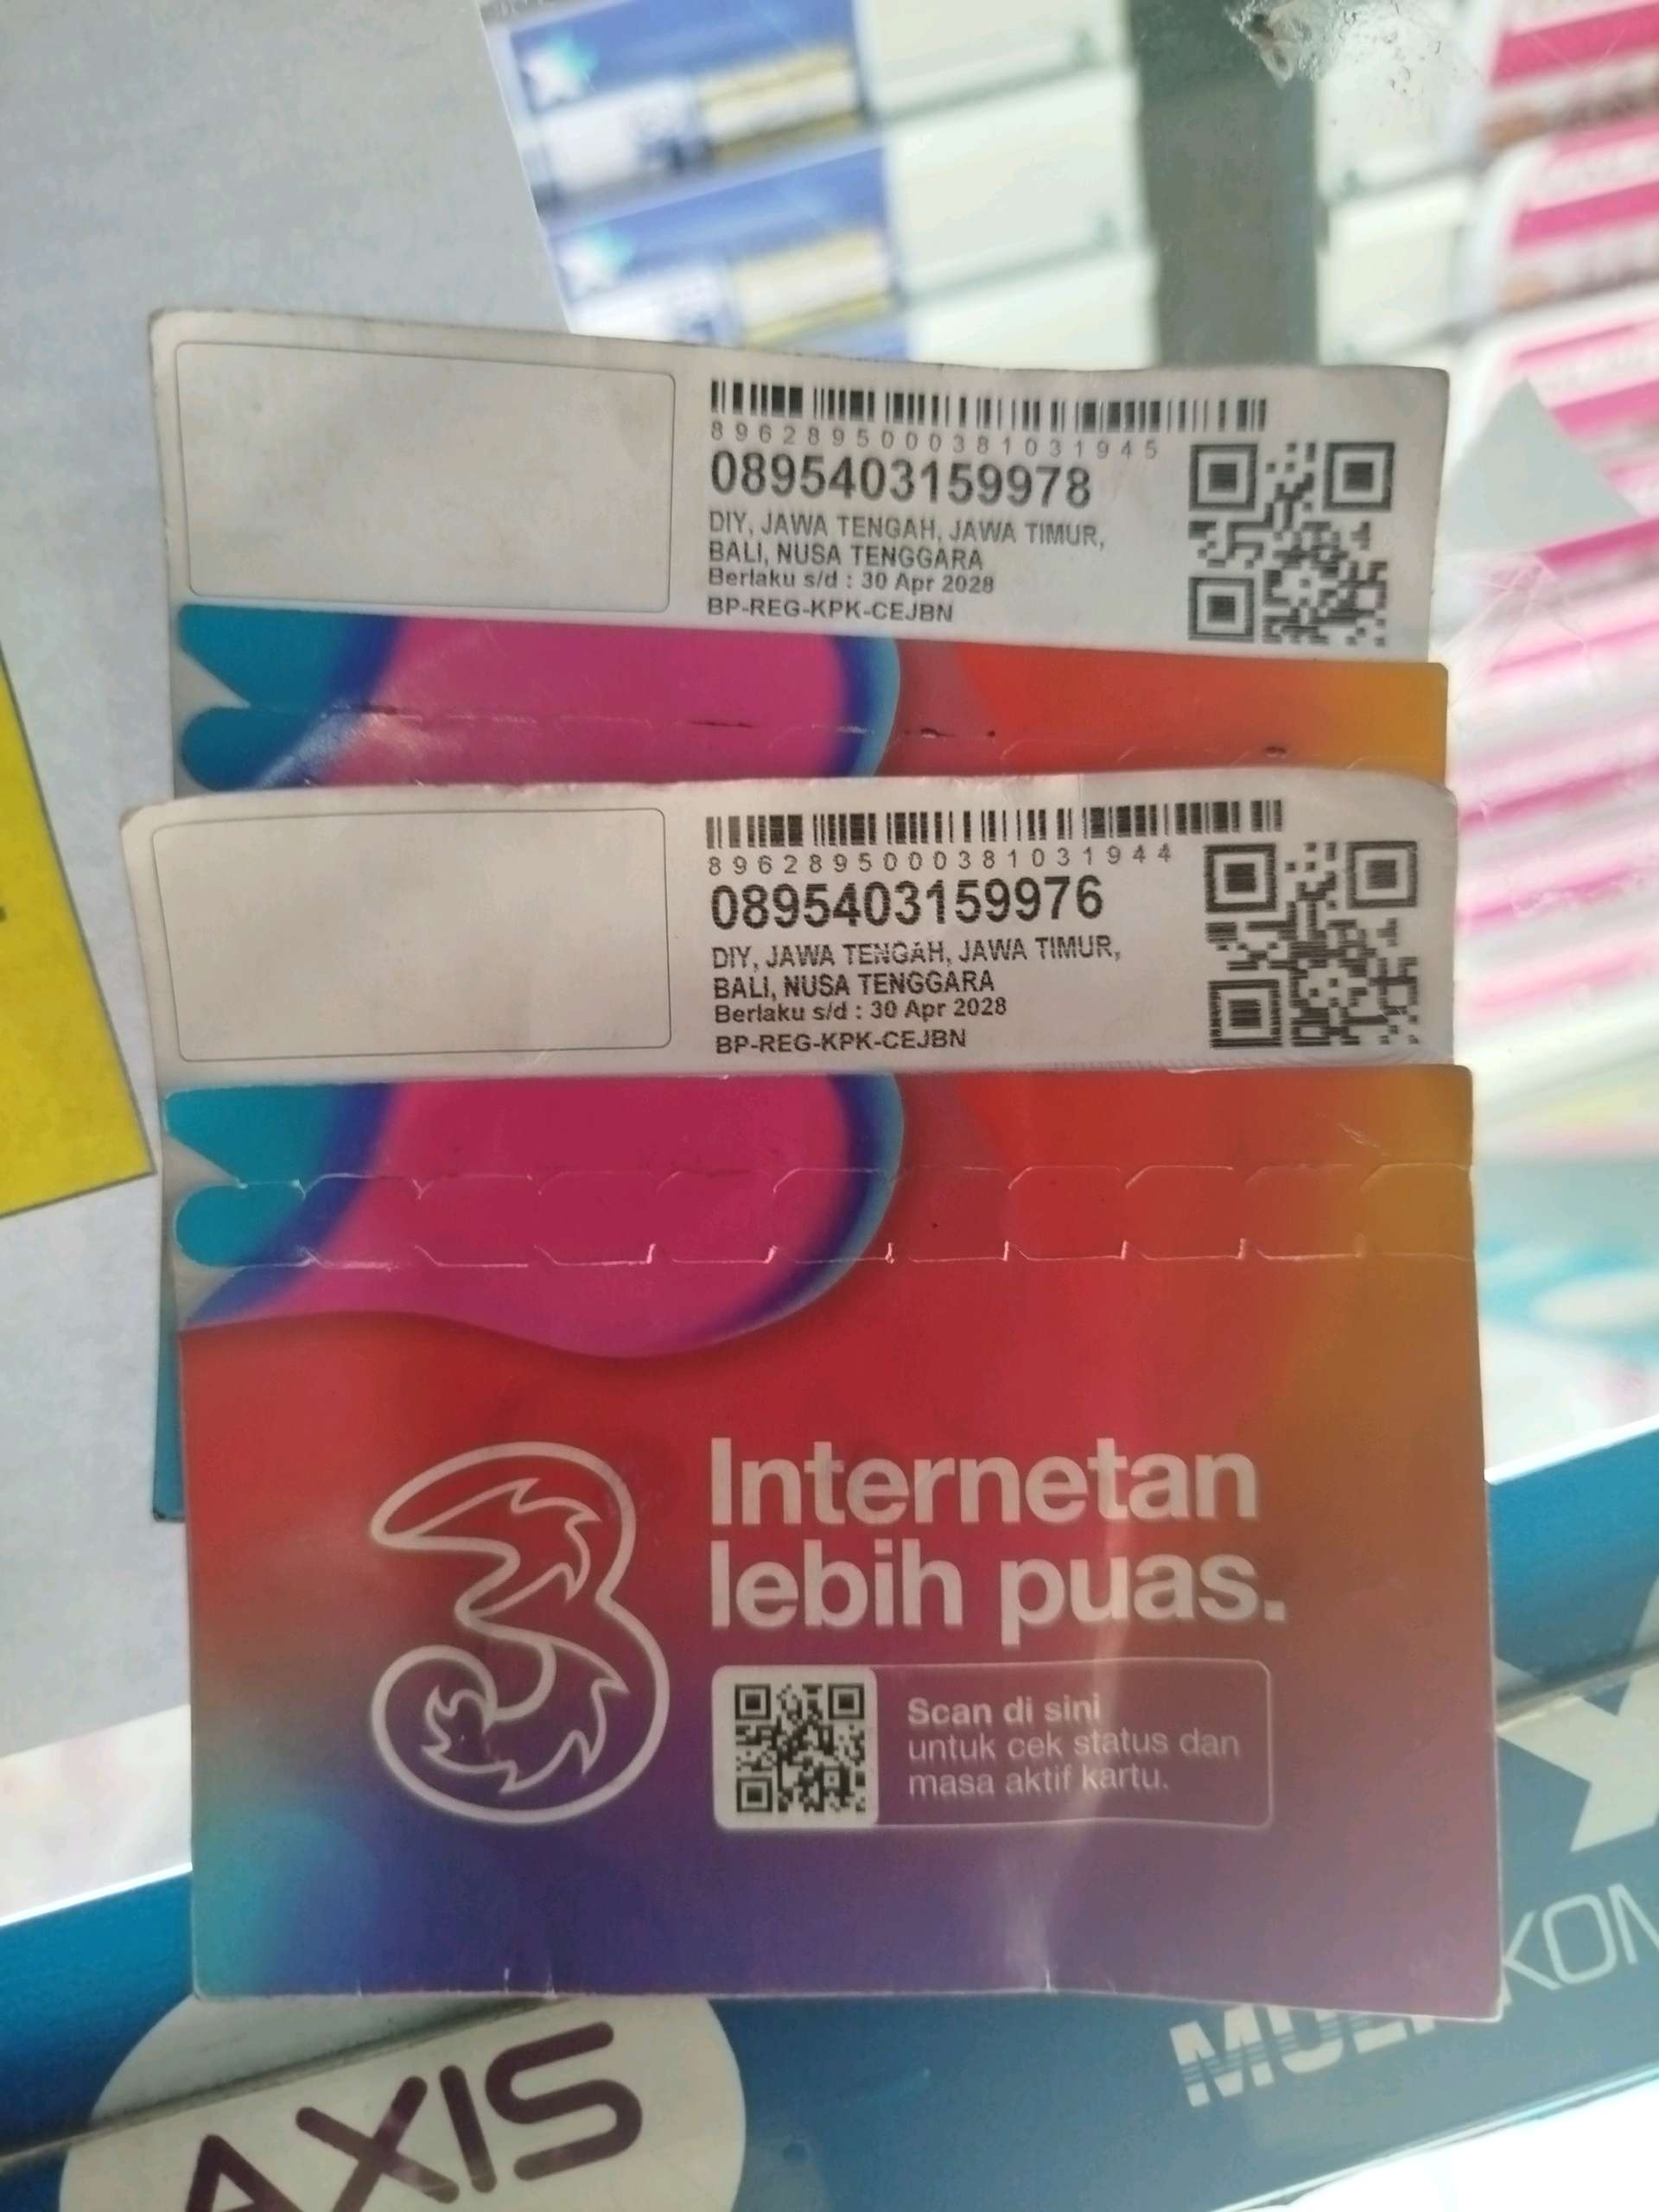 8962895000381031945
0895403159978
DIY, JAWA TENGAH, JAWA TIMUR,
BALI, NUSA TENGGARA
Berlaku s/d : 30 Apr 2028
BP-REG-KPK-CEJBN
8962895000381031944
0895403159976
DIY, JAWA TENGAH, JAWA TIMUR,
BALI, NUSA TENGGARA
Berlaku s/d : 30 Apr 2028
BP-REG-KPK-CEJBN
3
Internetan
lebih puas.
Scan di sini
untuk cek status dan
masa aktif kartu.
AXIS